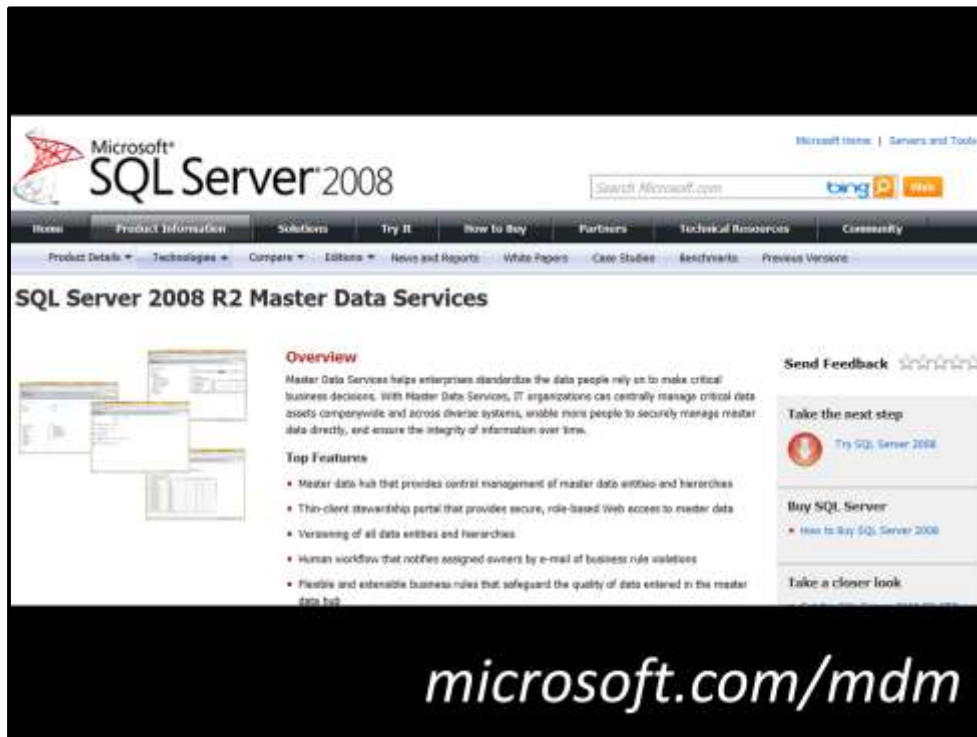 Microsoft®
SQL Server® 2008
Microsoft Home | Servers and Tools
Search Microsoft.com bing Web
Home Product Information Solutions Try It How to Buy Partners Technical Resources Community
Product Details Technologies Compare Editions News and Reports White Papers Case Studies Benchmarks Previous Versions
SQL Server 2008 R2 Master Data Services
Overview
Master Data Services helps enterprises standardize the data people rely on to make critical
business decisions. With Master Data Services, IT organizations can centrally manage critical data
assets companywide and across diverse systems, enable more people to securely manage master
data directly, and ensure the integrity of information over time.
Top Features
• Master data hub that provides central management of master data entities and hierarchies
• Thin-client stewardship portal that provides secure, role-based Web access to master data
• Versioning of all data entities and hierarchies
• Human workflow that notifies assigned owners by e-mail of business rule violations
• Flexible and extensible business rules that safeguard the quality of data entered in the master
data hub
Send Feedback
Take the next step
Try SQL Server 2008
Buy SQL Server
• How to Buy SQL Server 2008
Take a closer look
microsoft.com/mdm